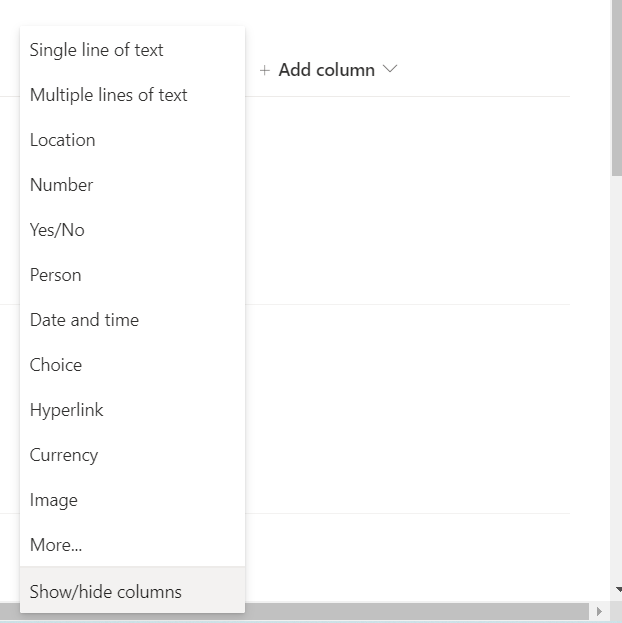 Single line of text
+ Add column
Multiple lines of text
Location
Number
Yes/No
Person
Date and time
Choice
Hyperlink
Currency
Image
More...
Show/hide columns